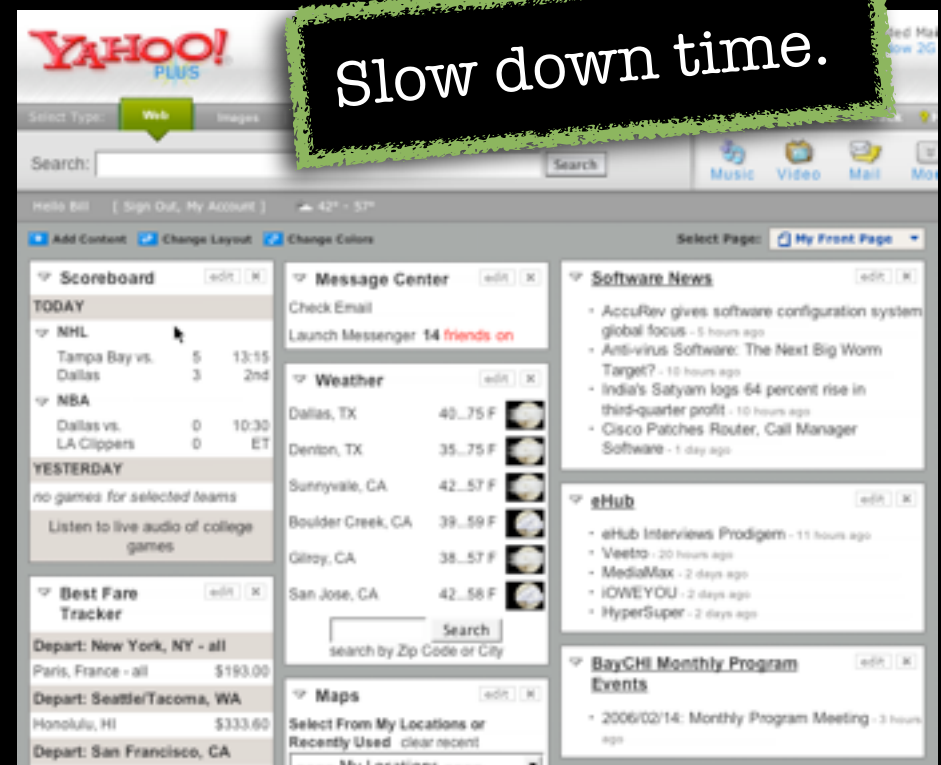 Slow down time.
YAHOO!
PLUS
Select Type: Web Images
Search: Search
Music Video Mail
Hello Bill [ Sign Out, My Account ] 42° - 57°
Add Content Change Layout Change Colors
Select Page: My Front Page
Scoreboard edit
TODAY
NHL
Tampa Bay vs. 5 13:15
Dallas 3 2nd
NBA
Dallas vs. 0 10:30
LA Clippers 0 ET
YESTERDAY
no games for selected teams
Listen to live audio of college
games
Best Fare edit
Tracker
Depart: New York, NY - all
Paris, France - all $193.00
Depart: Seattle/Tacoma, WA
Honolulu, HI $333.60
Depart: San Francisco, CA
Message Center edit
Check Email
Launch Messenger 14 friends on
Weather edit
Dallas, TX 40...75 F
Denton, TX 35...75 F
Sunnyvale, CA 42...57 F
Boulder Creek, CA 39...59 F
Gilroy, CA 38...57 F
San Jose, CA 42...58 F
Search
search by Zip Code or City
Maps edit
Select From My Locations or
Recently Used clear recent
My Locations
Software News edit
- AccuRev gives software configuration system
global focus - 5 hours ago
- Anti-virus Software: The Next Big Worm
Target? - 10 hours ago
- India's Satyam logs 64 percent rise in
third-quarter profit - 10 hours ago
- Cisco Patches Router, Call Manager
Software - 1 day ago
eHub edit
- eHub Interviews Prodigem - 11 hours ago
- Veetro - 20 hours ago
- MediaMax - 2 days ago
- iOWEYOU - 2 days ago
- HyperSuper - 2 days ago
BayCHI Monthly Program edit
Events
- 2006/02/14: Monthly Program Meeting - 3 hours
ago